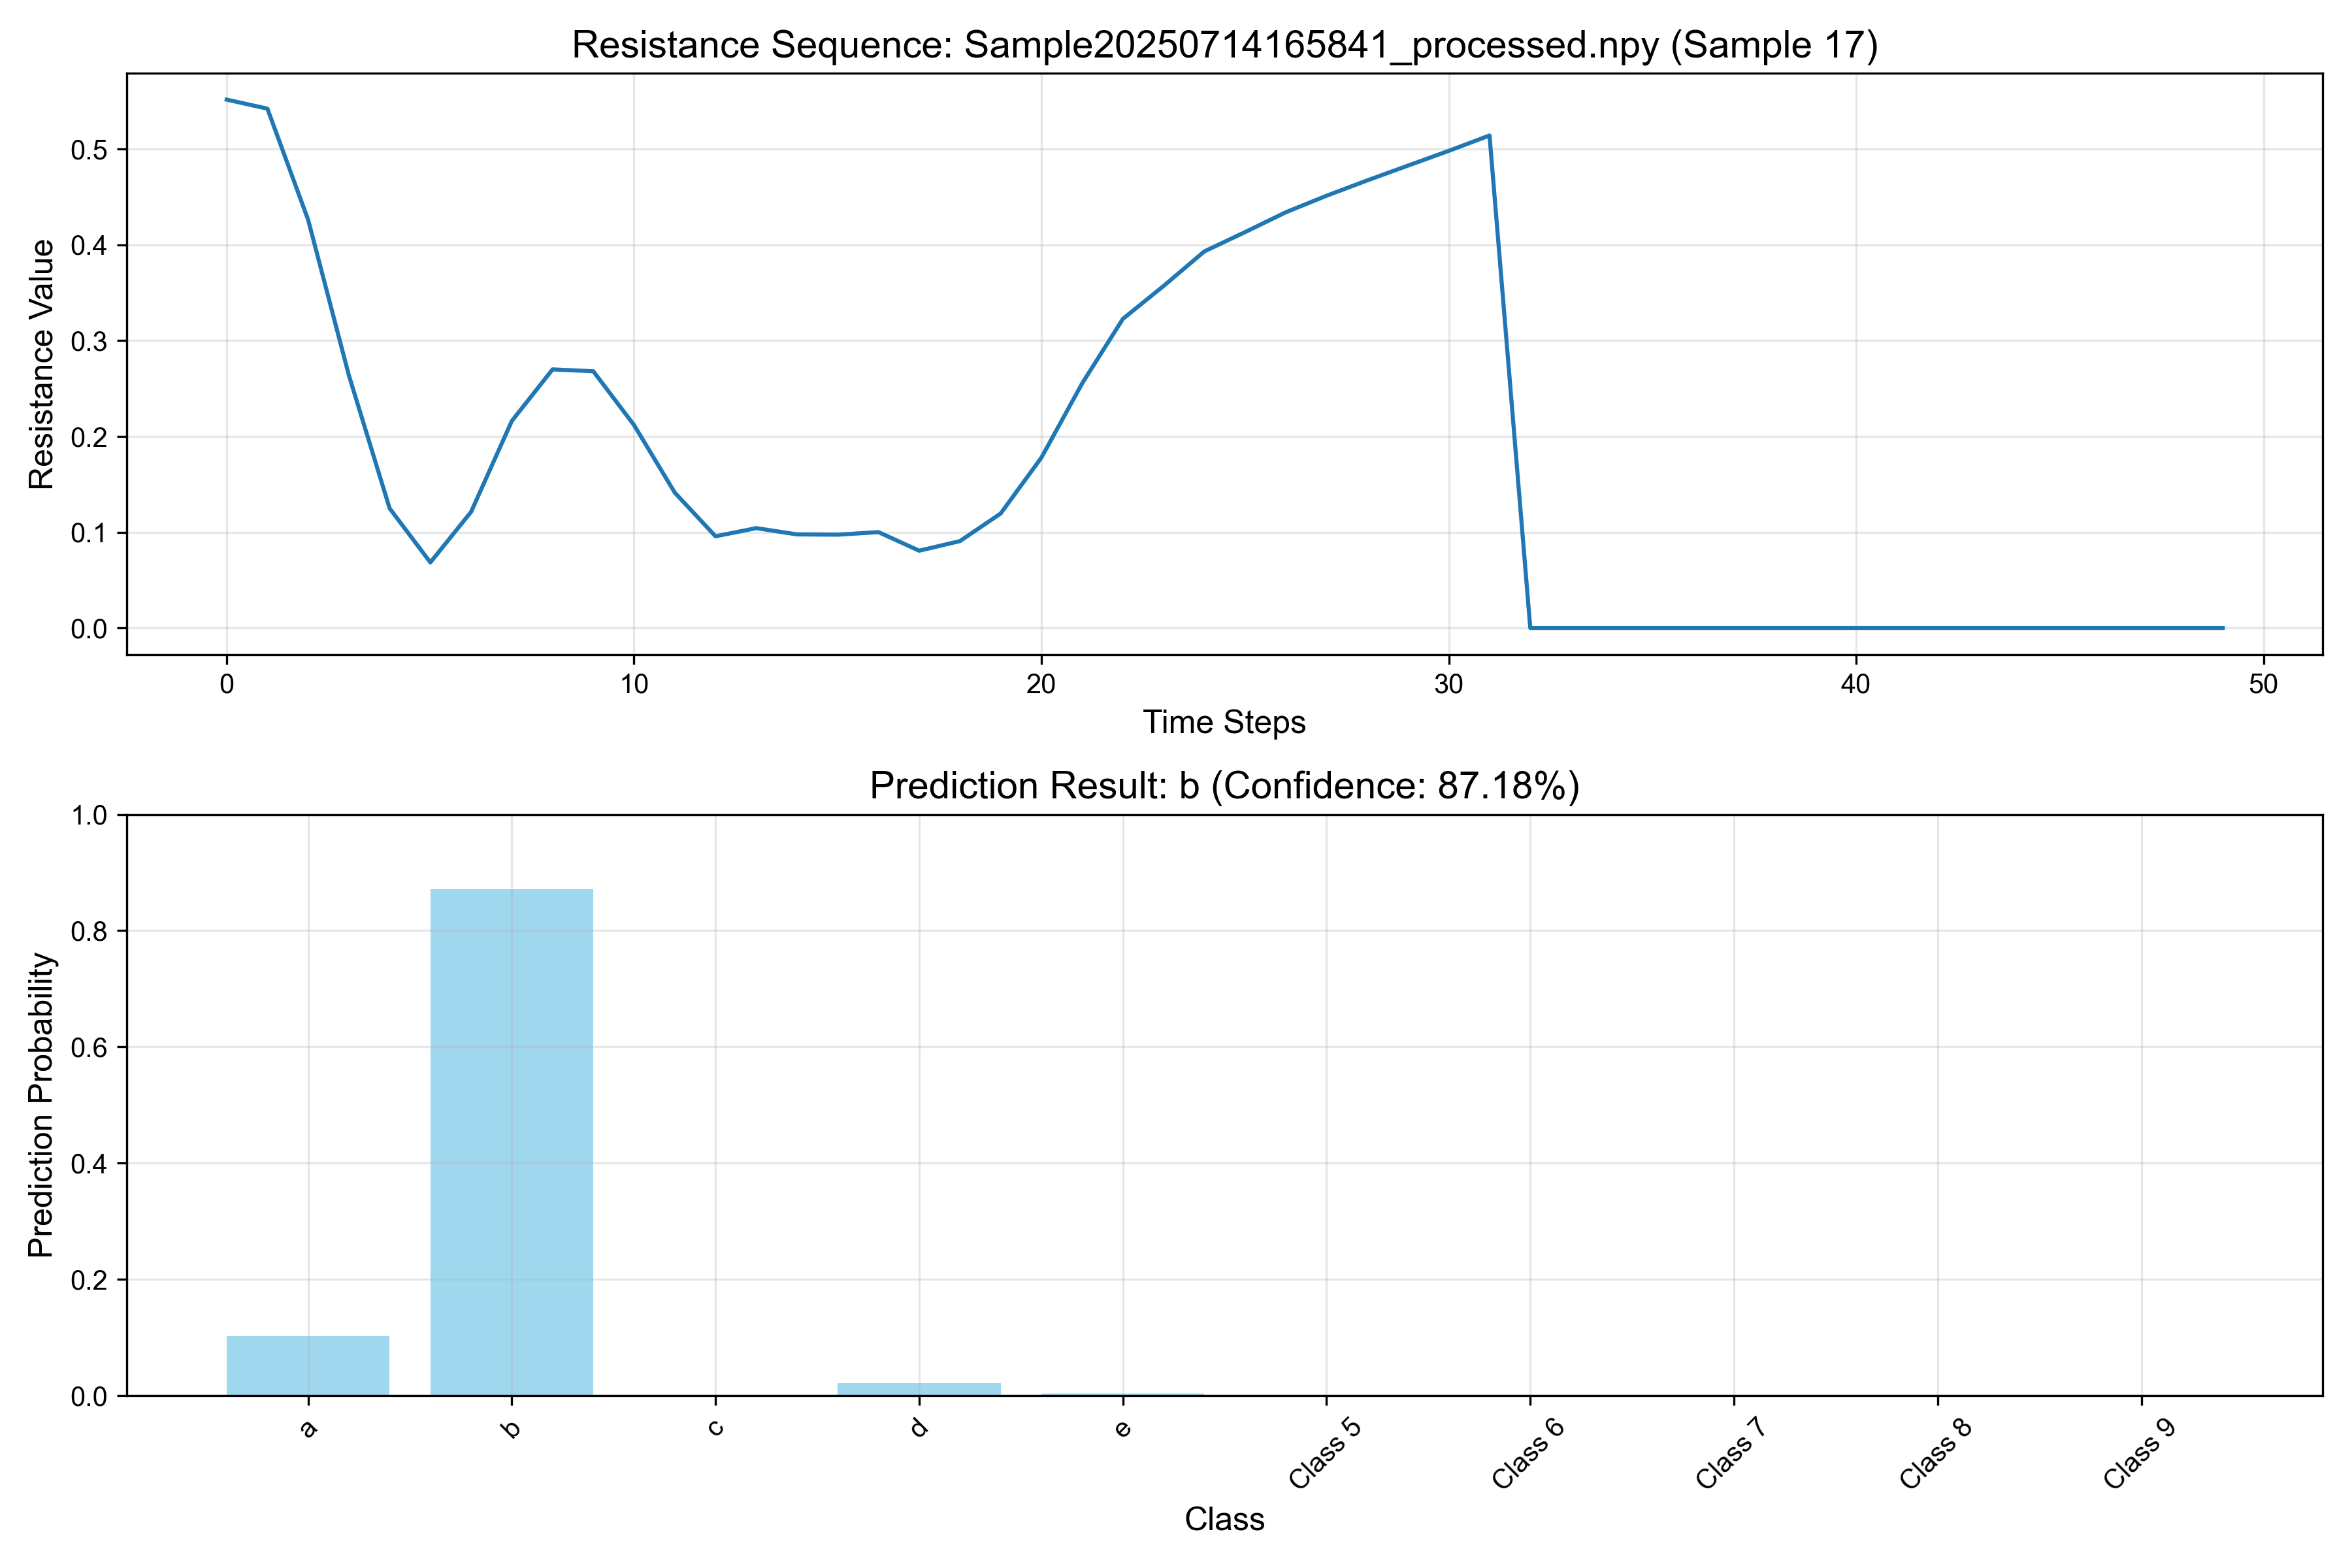 Resistance Sequence: Sample20250714165841_processed.npy (Sample 17)
Resistance Value
0.5
0.4
0.3
0.2
0.1
0.0
0 10 20 30 40 50
Time Steps
Prediction Result: b (Confidence: 87.18%)
Prediction Probability
1.0
0.8
0.6
0.4
0.2
0.0
a b c d e Class 5 Class 6 Class 7 Class 8 Class 9
Class